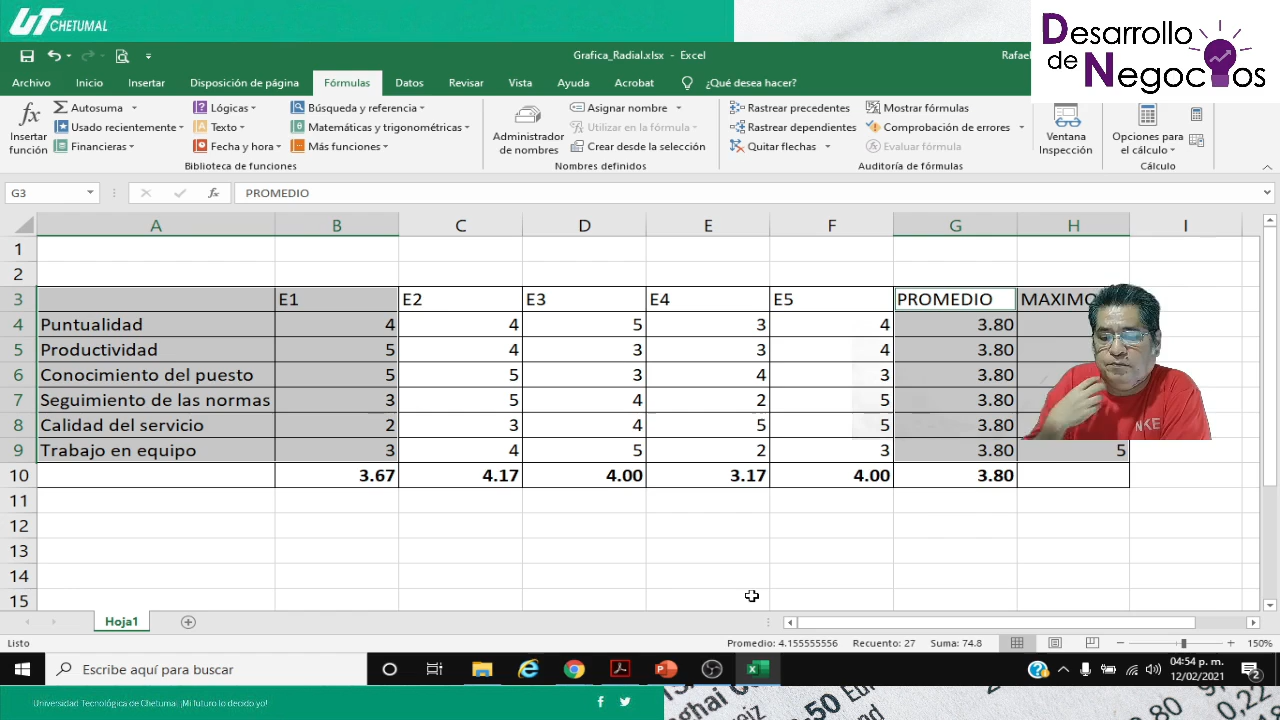 UT CHETUMAL
Desarrollo
de Negocios
Grafica_Radial.xlsx - Excel
Rafae
Archivo Inicio Insertar Disposición de página Fórmulas Datos Revisar Vista Ayuda Acrobat ¿Qué desea hacer?
fx Insertar función
Autosuma
Usado recientemente
Financieras
Lógicas
Texto
Fecha y hora
Búsqueda y referencia
Matemáticas y trigonométricas
Más funciones
Biblioteca de funciones
Administrador de nombres
Asignar nombre
Utilizar en la fórmula
Crear desde la selección
Nombres definidos
Rastrear precedentes
Rastrear dependientes
Quitar flechas
Mostrar fórmulas
Comprobación de errores
Evaluar fórmula
Auditoría de fórmulas
Ventana Inspección
Opciones para el cálculo
Cálculo
G3 fx PROMEDIO
A B C D E F G H I
1
2
3 E1 E2 E3 E4 E5 PROMEDIO MAXIMO
4 Puntualidad 4 4 5 3 4 3.80
5 Productividad 5 4 3 3 4 3.80
6 Conocimiento del puesto 5 5 3 4 3 3.80
7 Seguimiento de las normas 3 5 4 2 5 3.80
8 Calidad del servicio 2 3 4 5 5 3.80
9 Trabajo en equipo 3 4 5 2 3 3.80 5
10 3.67 4.17 4.00 3.17 4.00 3.80
11
12
13
14
15
Hoja1
Listo Promedio: 4.155555556 Recuento: 27 Suma: 74.8 150%
Escribe aquí para buscar
04:54 p. m.
12/02/2021
2
Universidad Tecnológica de Chetumal. ¡Mi futuro lo decido yo!